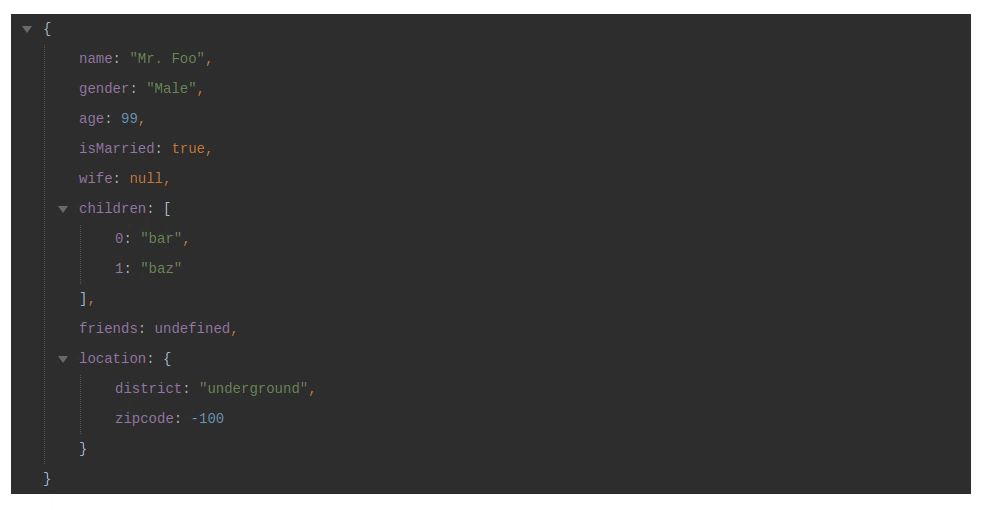 {
name: "Mr. Foo",
gender: "Male",
age: 99,
isMarried: true,
wife: null,
children: [
0: "bar",
1: "baz"
],
friends: undefined,
location: {
district: "underground",
zipcode: -100
}
}